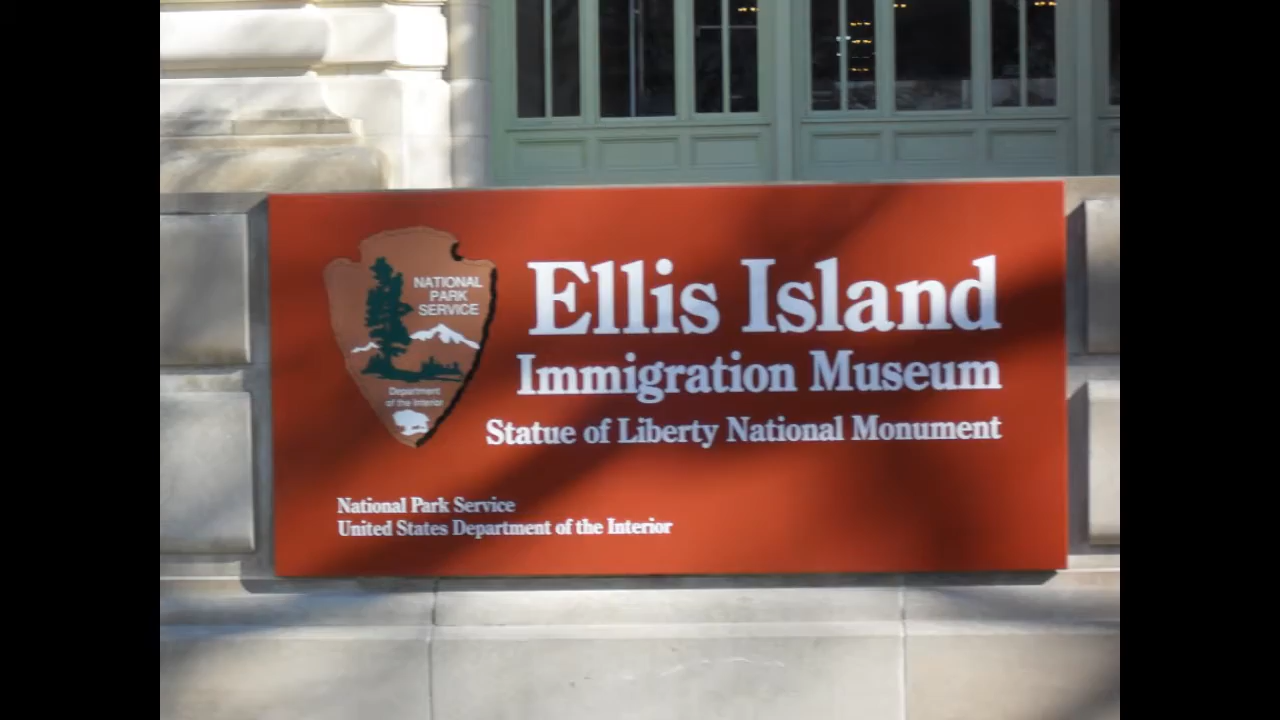 NATIONAL
PARK
SERVICE
Department
of the Interior
Ellis Island
Immigration Museum
Statue of Liberty National Monument
National Park Service
United States Department of the Interior